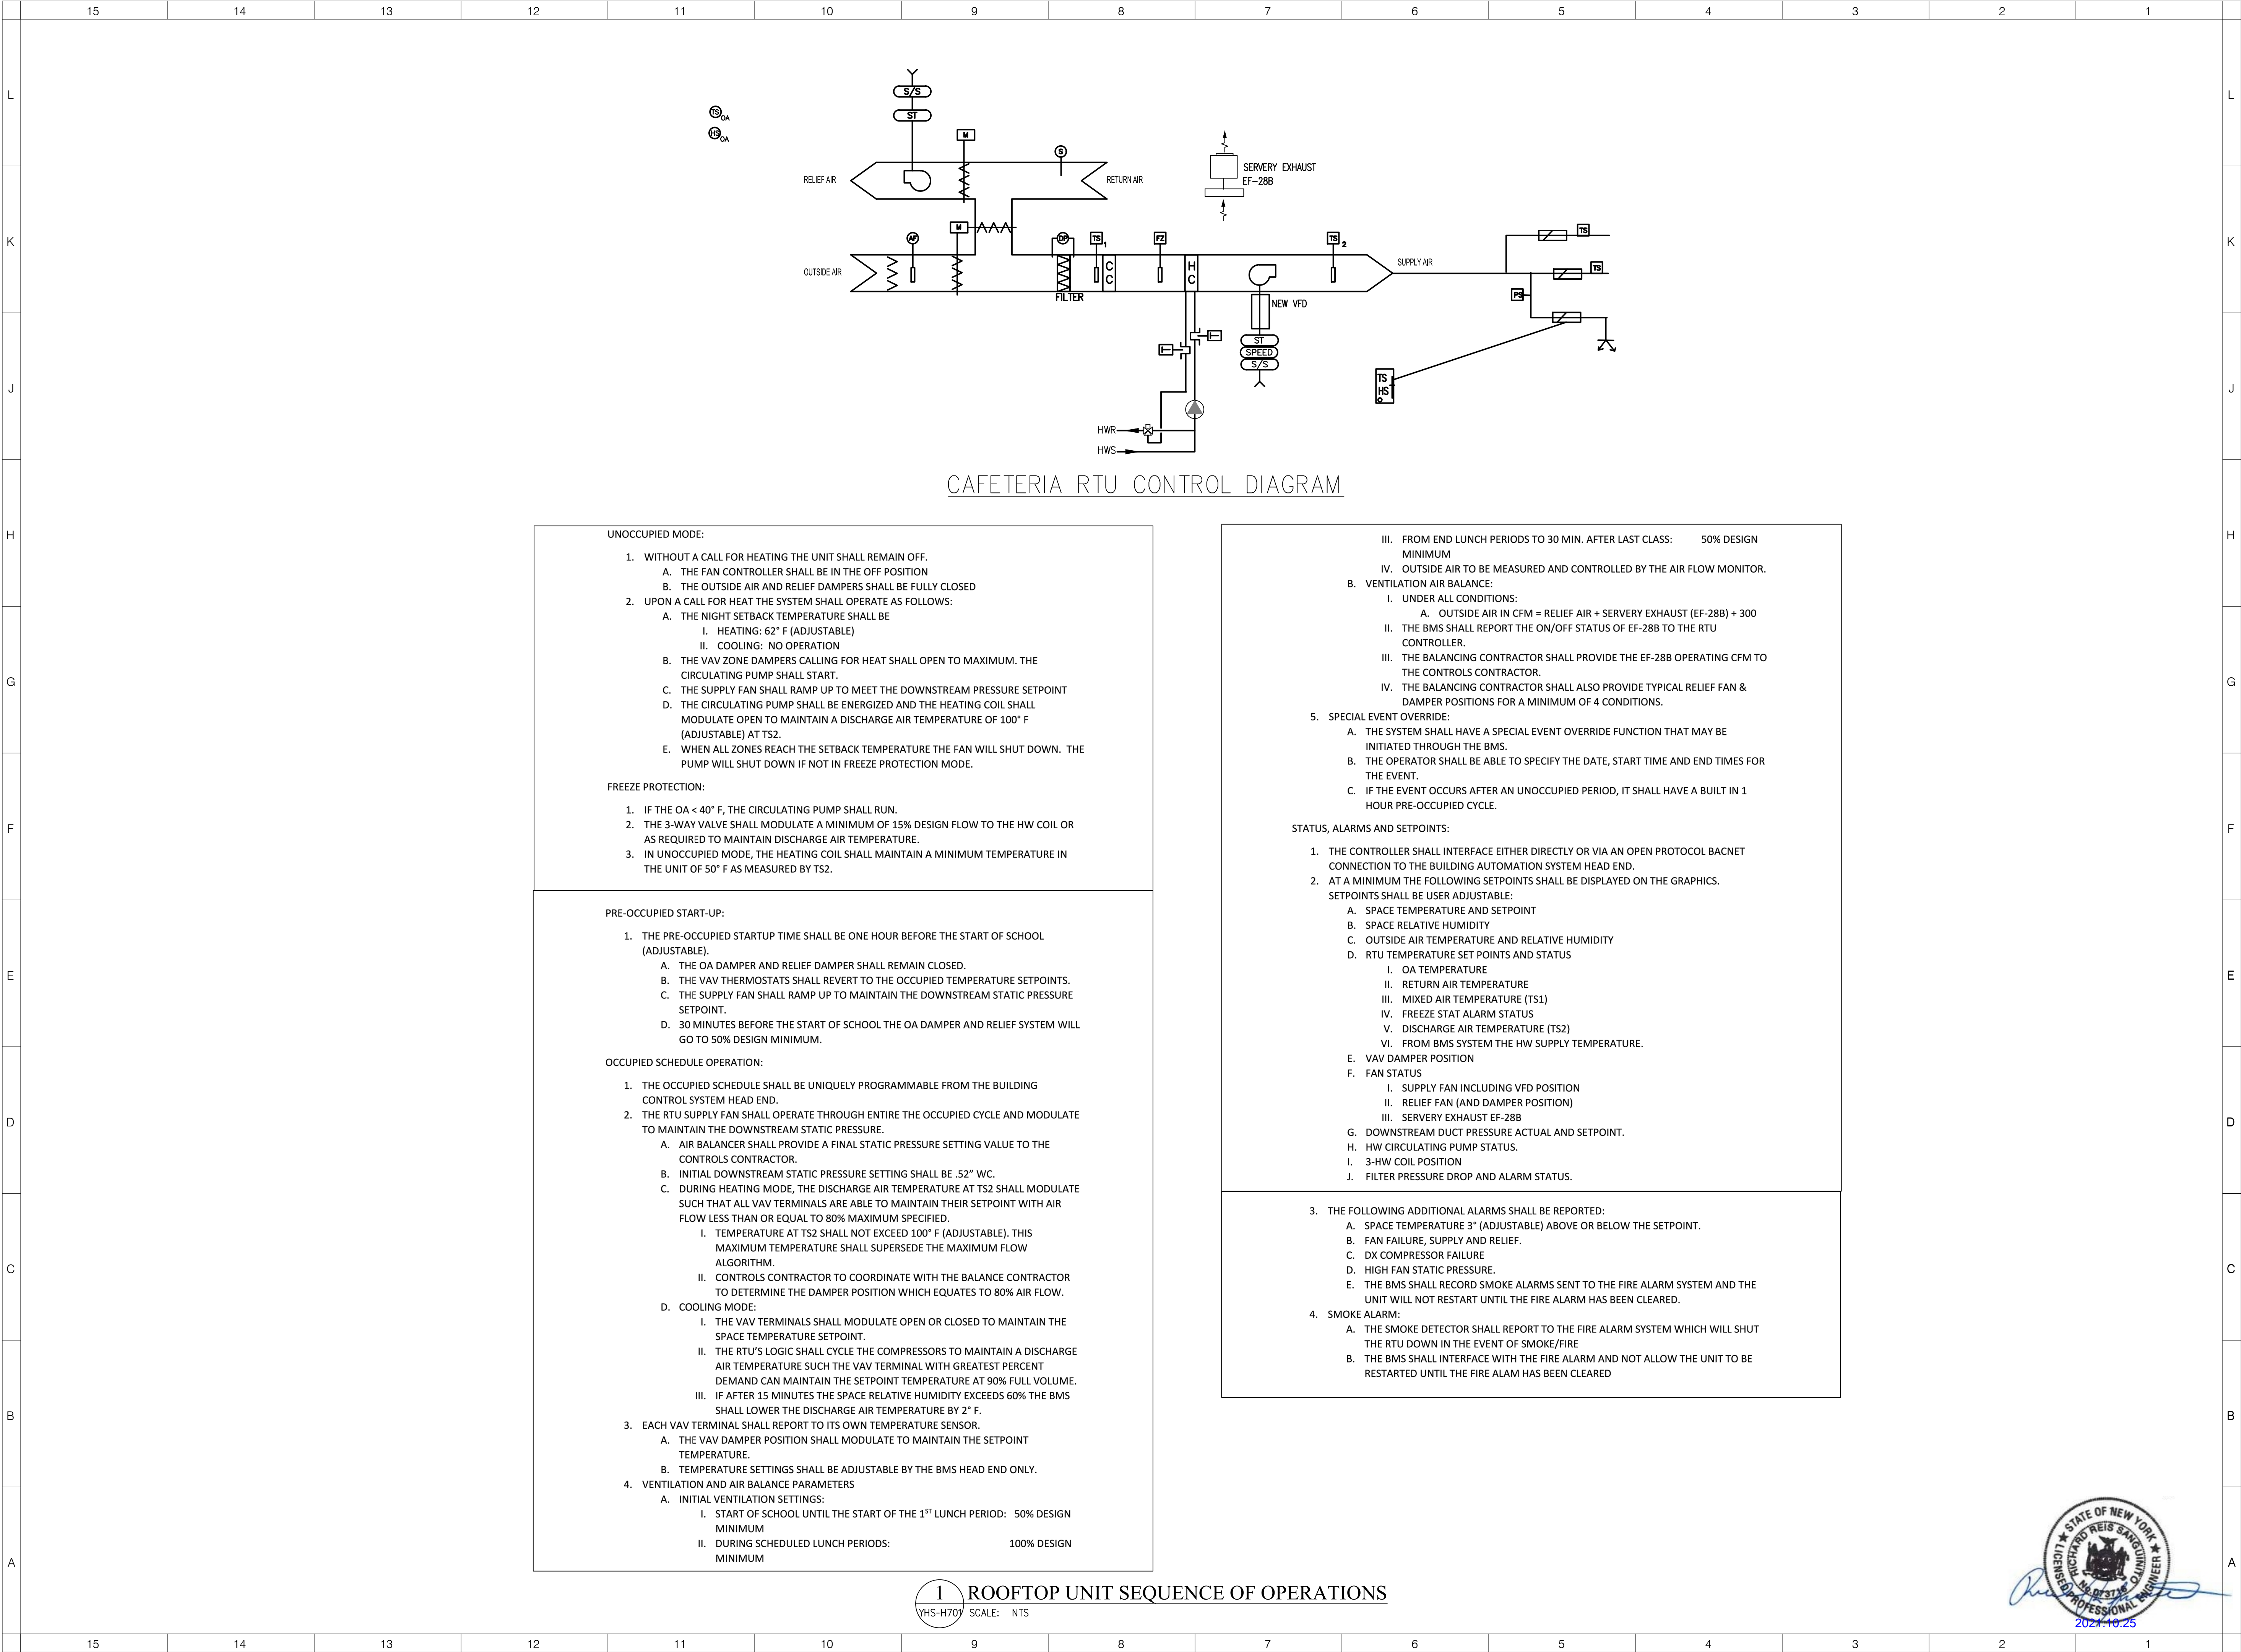 15 14 13 12 11 10 9 8 7 6 5 4 3 2 1
L
K
J
H
G
F
E
D
C
B
A
L
K
J
H
G
F
E
D
C
B
A
TS OA
HS OA
S/S
ST
M
S
RELIEF AIR
RETURN AIR
SERVERY EXHAUST
EF-28B
M
AF
DP
TS 1
FZ
TS 2
TS
OUTSIDE AIR
C
C
H
C
SUPPLY AIR
TS
FILTER
NEW VFD
PS
T
T
ST
SPEED
S/S
TS
HS
HWR
HWS
CAFETERIA RTU CONTROL DIAGRAM
UNOCCUPIED MODE:
1. WITHOUT A CALL FOR HEATING THE UNIT SHALL REMAIN OFF.
A. THE FAN CONTROLLER SHALL BE IN THE OFF POSITION
B. THE OUTSIDE AIR AND RELIEF DAMPERS SHALL BE FULLY CLOSED
2. UPON A CALL FOR HEAT THE SYSTEM SHALL OPERATE AS FOLLOWS:
A. THE NIGHT SETBACK TEMPERATURE SHALL BE
I. HEATING: 62° F (ADJUSTABLE)
II. COOLING: NO OPERATION
B. THE VAV ZONE DAMPERS CALLING FOR HEAT SHALL OPEN TO MAXIMUM. THE
CIRCULATING PUMP SHALL START.
C. THE SUPPLY FAN SHALL RAMP UP TO MEET THE DOWNSTREAM PRESSURE SETPOINT
D. THE CIRCULATING PUMP SHALL BE ENERGIZED AND THE HEATING COIL SHALL
MODULATE OPEN TO MAINTAIN A DISCHARGE AIR TEMPERATURE OF 100° F
(ADJUSTABLE) AT TS2.
E. WHEN ALL ZONES REACH THE SETBACK TEMPERATURE THE FAN WILL SHUT DOWN. THE
PUMP WILL SHUT DOWN IF NOT IN FREEZE PROTECTION MODE.
FREEZE PROTECTION:
1. IF THE OA < 40° F, THE CIRCULATING PUMP SHALL RUN.
2. THE 3-WAY VALVE SHALL MODULATE A MINIMUM OF 15% DESIGN FLOW TO THE HW COIL OR
AS REQUIRED TO MAINTAIN DISCHARGE AIR TEMPERATURE.
3. IN UNOCCUPIED MODE, THE HEATING COIL SHALL MAINTAIN A MINIMUM TEMPERATURE IN
THE UNIT OF 50° F AS MEASURED BY TS2.
PRE-OCCUPIED START-UP:
1. THE PRE-OCCUPIED STARTUP TIME SHALL BE ONE HOUR BEFORE THE START OF SCHOOL
(ADJUSTABLE).
A. THE OA DAMPER AND RELIEF DAMPER SHALL REMAIN CLOSED.
B. THE VAV THERMOSTATS SHALL REVERT TO THE OCCUPIED TEMPERATURE SETPOINTS.
C. THE SUPPLY FAN SHALL RAMP UP TO MAINTAIN THE DOWNSTREAM STATIC PRESSURE
SETPOINT.
D. 30 MINUTES BEFORE THE START OF SCHOOL THE OA DAMPER AND RELIEF SYSTEM WILL
GO TO 50% DESIGN MINIMUM.
OCCUPIED SCHEDULE OPERATION:
1. THE OCCUPIED SCHEDULE SHALL BE UNIQUELY PROGRAMMABLE FROM THE BUILDING
CONTROL SYSTEM HEAD END.
2. THE RTU SUPPLY FAN SHALL OPERATE THROUGH ENTIRE THE OCCUPIED CYCLE AND MODULATE
TO MAINTAIN THE DOWNSTREAM STATIC PRESSURE.
A. AIR BALANCER SHALL PROVIDE A FINAL STATIC PRESSURE SETTING VALUE TO THE
CONTROLS CONTRACTOR.
B. INITIAL DOWNSTREAM STATIC PRESSURE SETTING SHALL BE .52” WC.
C. DURING HEATING MODE, THE DISCHARGE AIR TEMPERATURE AT TS2 SHALL MODULATE
SUCH THAT ALL VAV TERMINALS ARE ABLE TO MAINTAIN THEIR SETPOINT WITH AIR
FLOW LESS THAN OR EQUAL TO 80% MAXIMUM SPECIFIED.
I. TEMPERATURE AT TS2 SHALL NOT EXCEED 100° F (ADJUSTABLE). THIS
MAXIMUM TEMPERATURE SHALL SUPERSEDE THE MAXIMUM FLOW
ALGORITHM.
II. CONTROLS CONTRACTOR TO COORDINATE WITH THE BALANCE CONTRACTOR
TO DETERMINE THE DAMPER POSITION WHICH EQUATES TO 80% AIR FLOW.
D. COOLING MODE:
I. THE VAV TERMINALS SHALL MODULATE OPEN OR CLOSED TO MAINTAIN THE
SPACE TEMPERATURE SETPOINT.
II. THE RTU’S LOGIC SHALL CYCLE THE COMPRESSORS TO MAINTAIN A DISCHARGE
AIR TEMPERATURE SUCH THE VAV TERMINAL WITH GREATEST PERCENT
DEMAND CAN MAINTAIN THE SETPOINT TEMPERATURE AT 90% FULL VOLUME.
III. IF AFTER 15 MINUTES THE SPACE RELATIVE HUMIDITY EXCEEDS 60% THE BMS
SHALL LOWER THE DISCHARGE AIR TEMPERATURE BY 2° F.
3. EACH VAV TERMINAL SHALL REPORT TO ITS OWN TEMPERATURE SENSOR.
A. THE VAV DAMPER POSITION SHALL MODULATE TO MAINTAIN THE SETPOINT
TEMPERATURE.
B. TEMPERATURE SETTINGS SHALL BE ADJUSTABLE BY THE BMS HEAD END ONLY.
4. VENTILATION AND AIR BALANCE PARAMETERS
A. INITIAL VENTILATION SETTINGS:
I. START OF SCHOOL UNTIL THE START OF THE 1ST LUNCH PERIOD: 50% DESIGN
MINIMUM
II. DURING SCHEDULED LUNCH PERIODS: 100% DESIGN
MINIMUM
III. FROM END LUNCH PERIODS TO 30 MIN. AFTER LAST CLASS: 50% DESIGN
MINIMUM
IV. OUTSIDE AIR TO BE MEASURED AND CONTROLLED BY THE AIR FLOW MONITOR.
B. VENTILATION AIR BALANCE:
I. UNDER ALL CONDITIONS:
A. OUTSIDE AIR IN CFM = RELIEF AIR + SERVERY EXHAUST (EF-28B) + 300
II. THE BMS SHALL REPORT THE ON/OFF STATUS OF EF-28B TO THE RTU
CONTROLLER.
III. THE BALANCING CONTRACTOR SHALL PROVIDE THE EF-28B OPERATING CFM TO
THE CONTROLS CONTRACTOR.
IV. THE BALANCING CONTRACTOR SHALL ALSO PROVIDE TYPICAL RELIEF FAN &
DAMPER POSITIONS FOR A MINIMUM OF 4 CONDITIONS.
5. SPECIAL EVENT OVERRIDE:
A. THE SYSTEM SHALL HAVE A SPECIAL EVENT OVERRIDE FUNCTION THAT MAY BE
INITIATED THROUGH THE BMS.
B. THE OPERATOR SHALL BE ABLE TO SPECIFY THE DATE, START TIME AND END TIMES FOR
THE EVENT.
C. IF THE EVENT OCCURS AFTER AN UNOCCUPIED PERIOD, IT SHALL HAVE A BUILT IN 1
HOUR PRE-OCCUPIED CYCLE.
STATUS, ALARMS AND SETPOINTS:
1. THE CONTROLLER SHALL INTERFACE EITHER DIRECTLY OR VIA AN OPEN PROTOCOL BACNET
CONNECTION TO THE BUILDING AUTOMATION SYSTEM HEAD END.
2. AT A MINIMUM THE FOLLOWING SETPOINTS SHALL BE DISPLAYED ON THE GRAPHICS.
SETPOINTS SHALL BE USER ADJUSTABLE:
A. SPACE TEMPERATURE AND SETPOINT
B. SPACE RELATIVE HUMIDITY
C. OUTSIDE AIR TEMPERATURE AND RELATIVE HUMIDITY
D. RTU TEMPERATURE SET POINTS AND STATUS
I. OA TEMPERATURE
II. RETURN AIR TEMPERATURE
III. MIXED AIR TEMPERATURE (TS1)
IV. FREEZE STAT ALARM STATUS
V. DISCHARGE AIR TEMPERATURE (TS2)
VI. FROM BMS SYSTEM THE HW SUPPLY TEMPERATURE.
E. VAV DAMPER POSITION
F. FAN STATUS
I. SUPPLY FAN INCLUDING VFD POSITION
II. RELIEF FAN (AND DAMPER POSITION)
III. SERVERY EXHAUST EF-28B
G. DOWNSTREAM DUCT PRESSURE ACTUAL AND SETPOINT.
H. HW CIRCULATING PUMP STATUS.
I. 3-HW COIL POSITION
J. FILTER PRESSURE DROP AND ALARM STATUS.
3. THE FOLLOWING ADDITIONAL ALARMS SHALL BE REPORTED:
A. SPACE TEMPERATURE 3° (ADJUSTABLE) ABOVE OR BELOW THE SETPOINT.
B. FAN FAILURE, SUPPLY AND RELIEF.
C. DX COMPRESSOR FAILURE
D. HIGH FAN STATIC PRESSURE.
E. THE BMS SHALL RECORD SMOKE ALARMS SENT TO THE FIRE ALARM SYSTEM AND THE
UNIT WILL NOT RESTART UNTIL THE FIRE ALARM HAS BEEN CLEARED.
4. SMOKE ALARM:
A. THE SMOKE DETECTOR SHALL REPORT TO THE FIRE ALARM SYSTEM WHICH WILL SHUT
THE RTU DOWN IN THE EVENT OF SMOKE/FIRE
B. THE BMS SHALL INTERFACE WITH THE FIRE ALARM AND NOT ALLOW THE UNIT TO BE
RESTARTED UNTIL THE FIRE ALAM HAS BEEN CLEARED
1 ROOFTOP UNIT SEQUENCE OF OPERATIONS
YHS-H701 SCALE: NTS
STATE OF NEW YORK
RICHARD REIS SANGUINITO
LICENSED PROFESSIONAL ENGINEER
2021.10.25
15 14 13 12 11 10 9 8 7 6 5 4 3 2 1